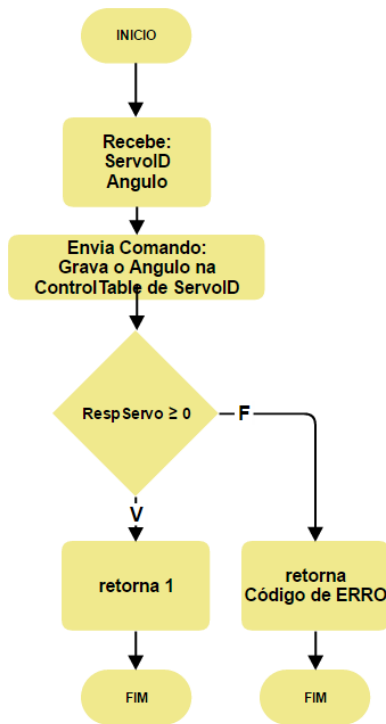 INICIO
Recebe:
ServoID
Angulo
Envia Comando:
Grava o Angulo na
ControlTable de ServoID
RespServo ≥ 0
F
V
retorna 1
retorna
Código de ERRO
FIM
FIM